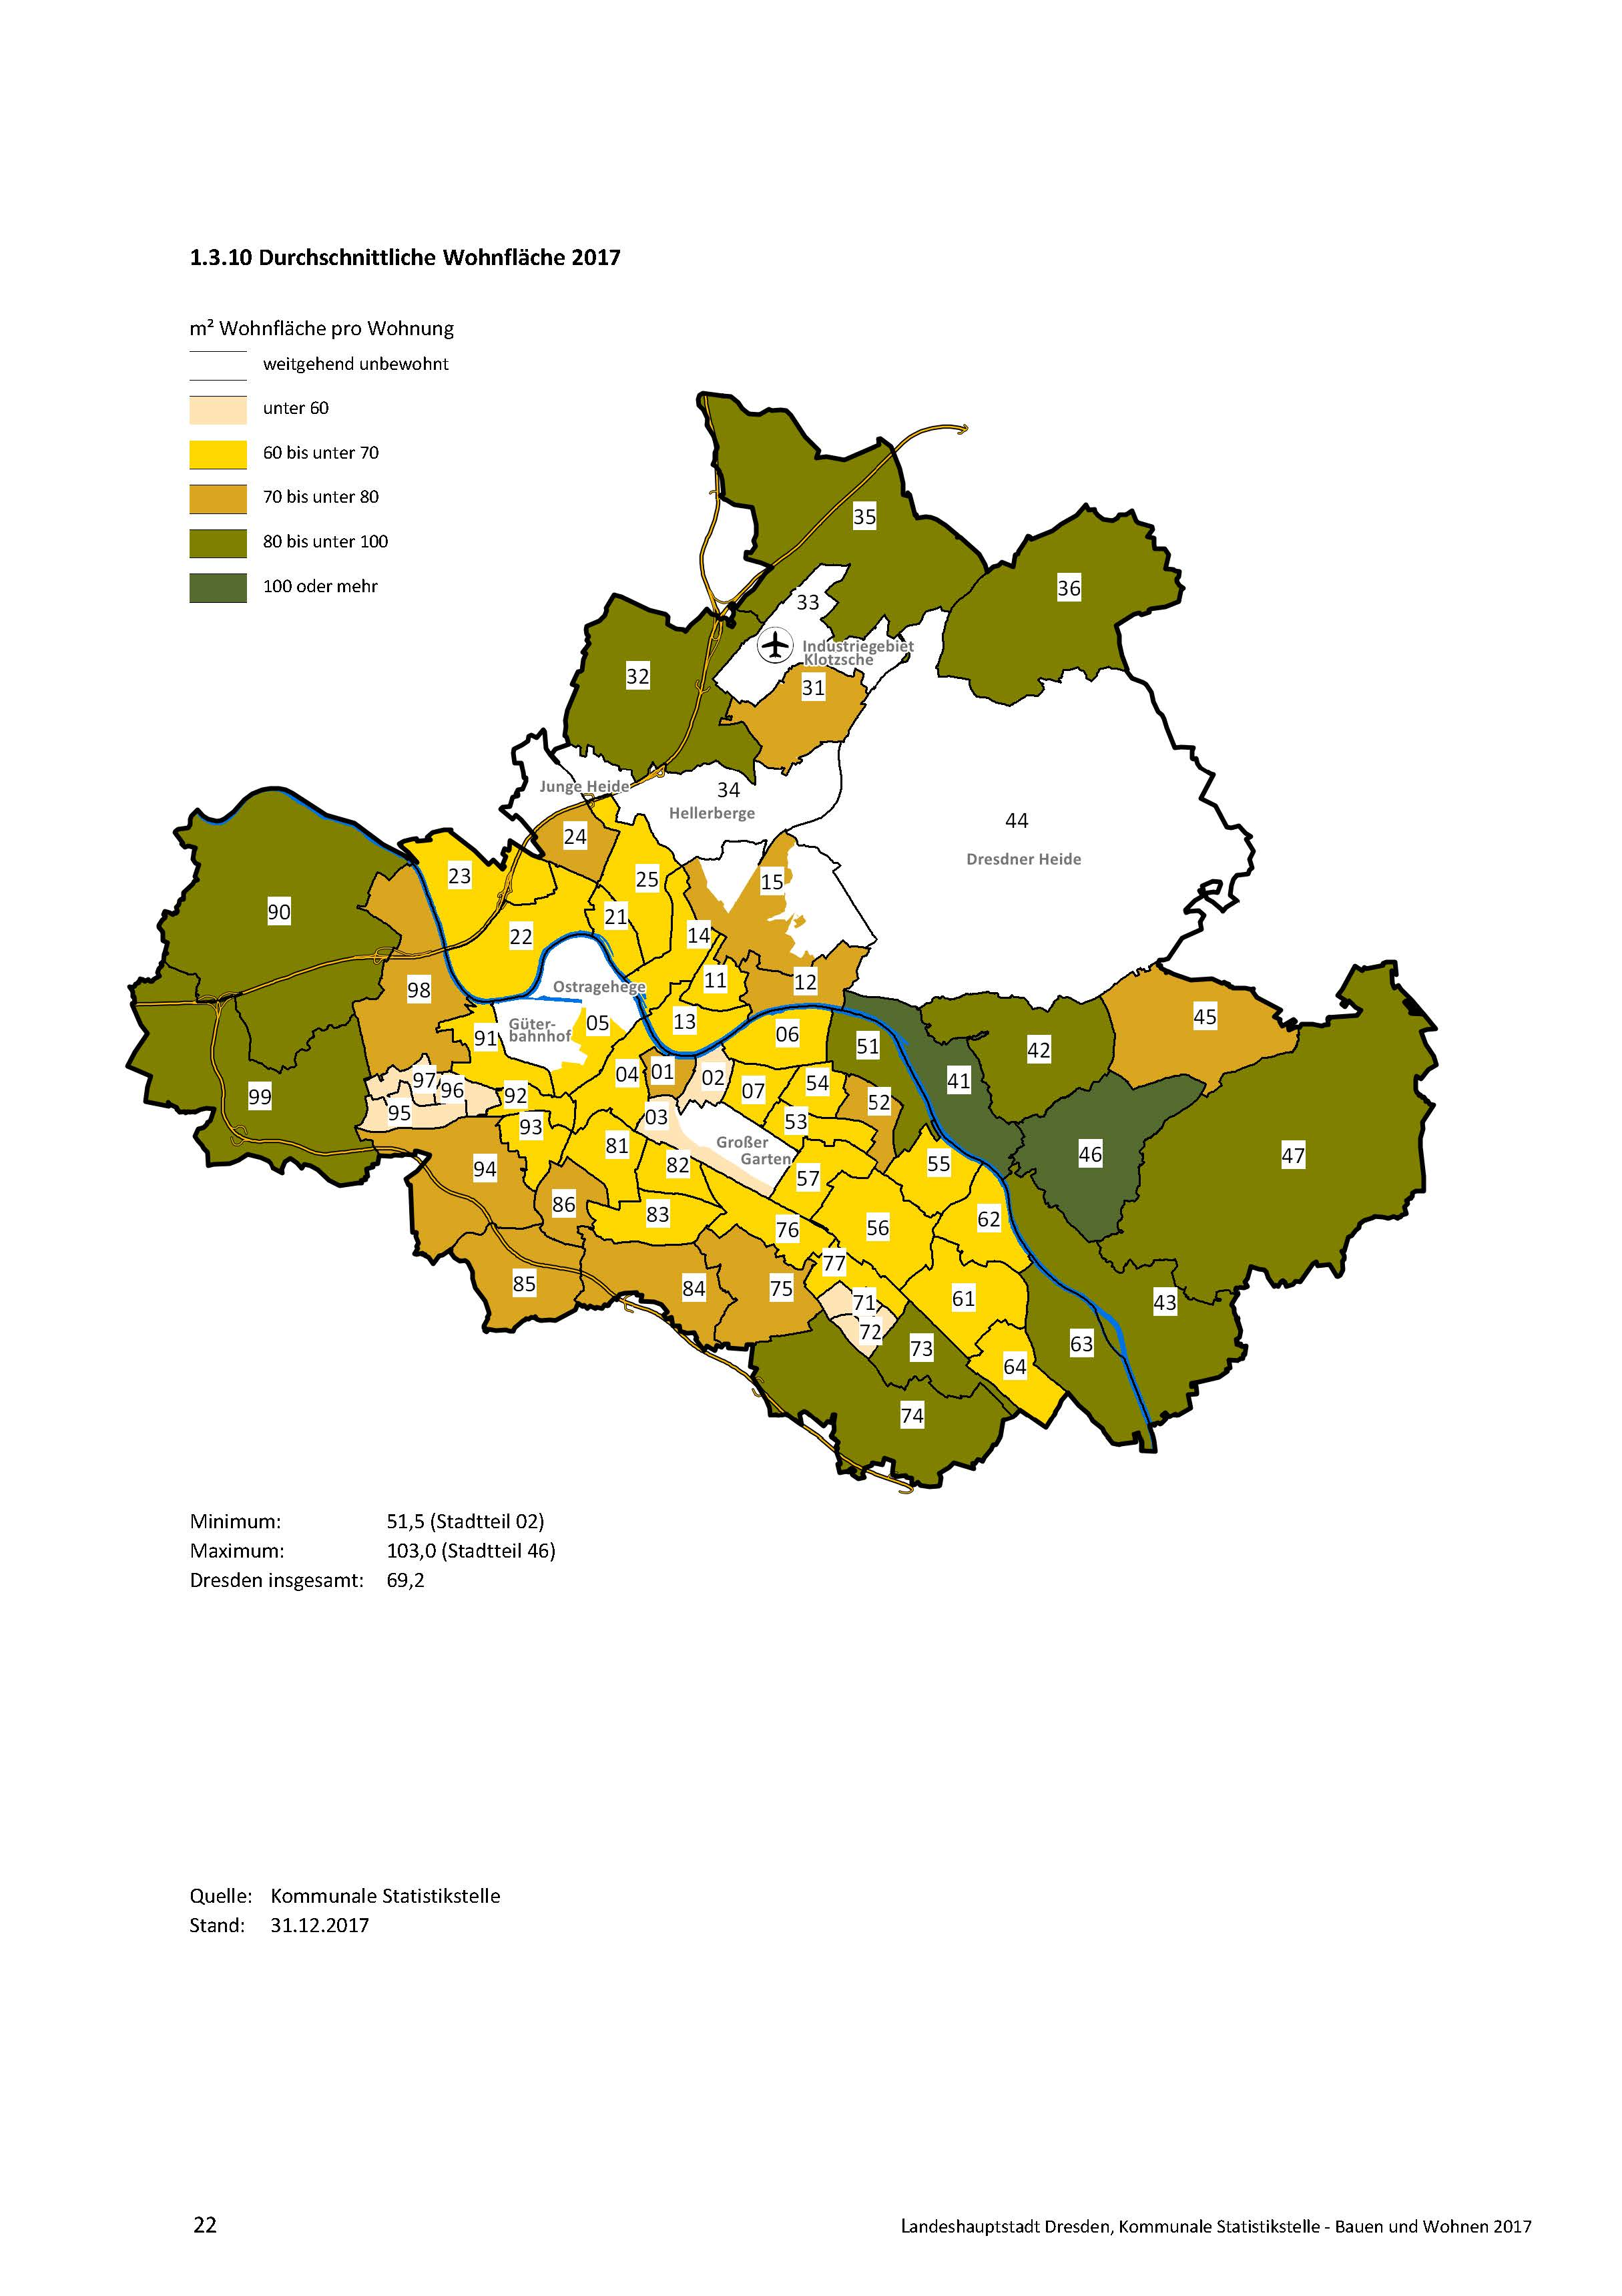 1.3.10 Durchschnittliche Wohnfläche 2017
m² Wohnfläche pro Wohnung
weitgehend unbewohnt
unter 60
60 bis unter 70
70 bis unter 80
80 bis unter 100
100 oder mehr
35
36
33
Industriegebiet
Klotzsche
32
31
Junge Heide
34
Hellerberge
44
24
Dresdner Heide
23
25
15
90
21
22
14
11
12
98
Ostragehege
45
13
05
Güter-
bahnhof
91
06
51
42
04
01
02
97
96
41
07
54
92
99
52
95
03
53
93
Großer
Garten
81
46
47
82
55
94
57
86
83
62
56
76
77
85
84
75
61
71
43
72
63
73
64
74
Minimum: 51,5 (Stadtteil 02)
Maximum: 103,0 (Stadtteil 46)
Dresden insgesamt: 69,2
Quelle: Kommunale Statistikstelle
Stand: 31.12.2017
22 Landeshauptstadt Dresden, Kommunale Statistikstelle - Bauen und Wohnen 2017